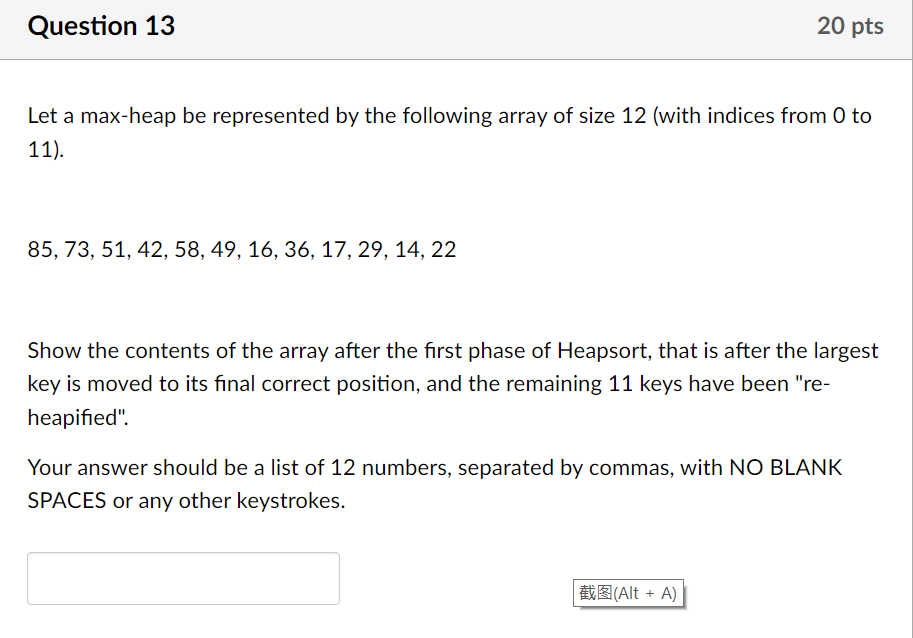 Question 13
20 pts
Let a max-heap be represented by the following array of size 12 (with indices from 0 to
11).
85, 73, 51, 42, 58, 49, 16, 36, 17, 29, 14, 22
Show the contents of the array after the first phase of Heapsort, that is after the largest
key is moved to its final correct position, and the remaining 11 keys have been "re-
heapified".
Your answer should be a list of 12 numbers, separated by commas, with NO BLANK
SPACES or any other keystrokes.
截图(Alt + A)